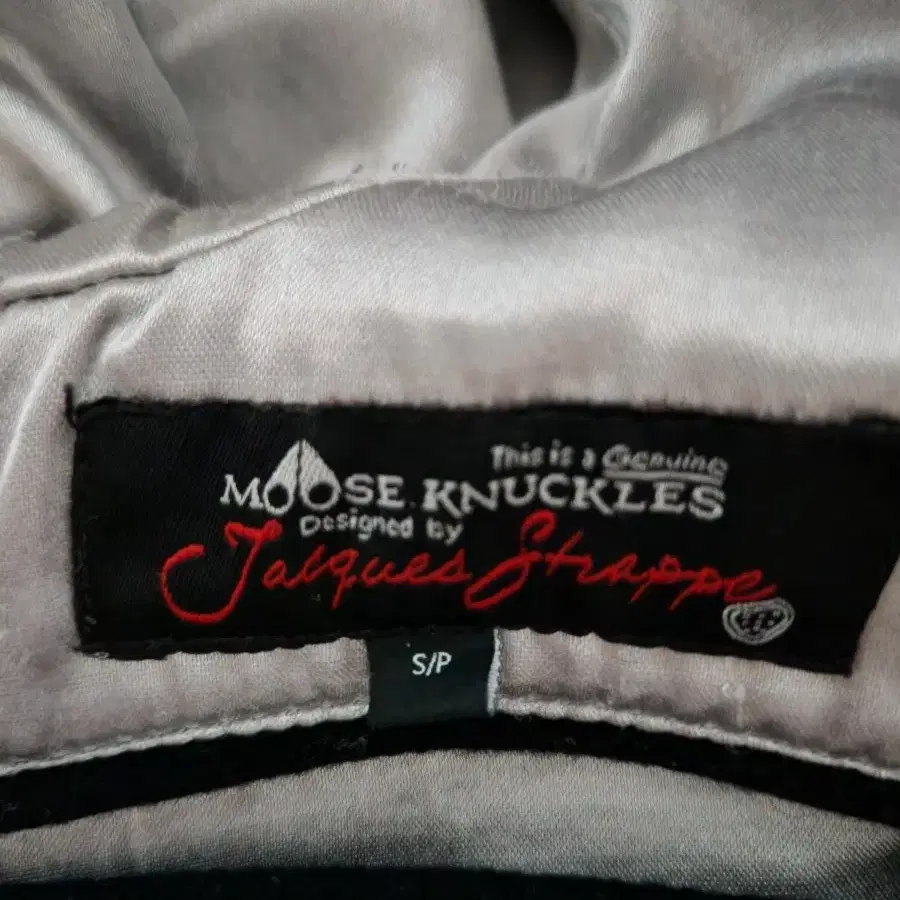 This is a Genuine
MOOSE KNUCKLES
Designed by
Jacques Strappe
S/P